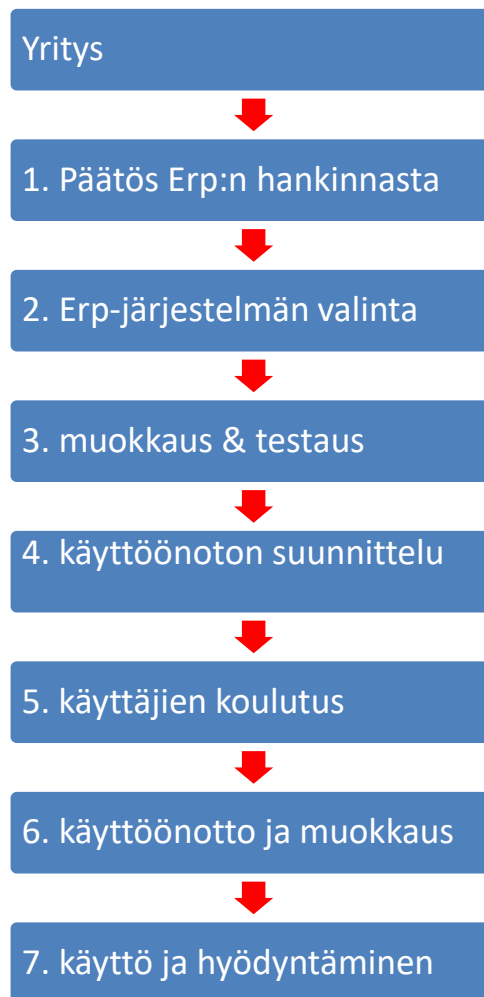 Yritys
1. Päätös Erp:n hankinnasta
2. Erp-järjestelmän valinta
3. muokkaus & testaus
4. käyttöönoton suunnittelu
5. käyttäjien koulutus
6. käyttöönotto ja muokkaus
7. käyttö ja hyödyntäminen